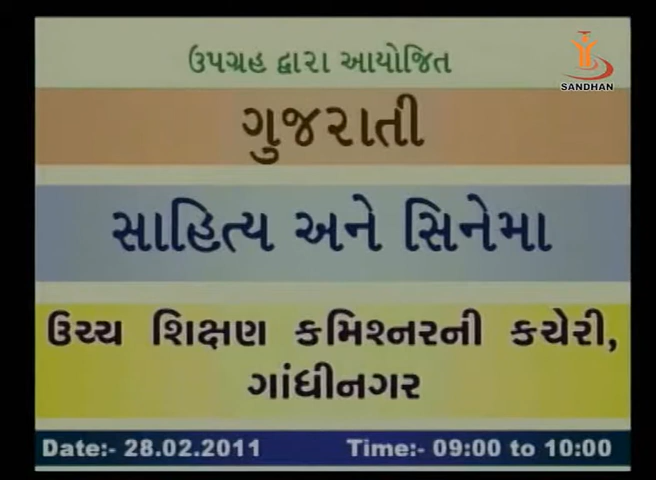 ઉપગ્રહ દ્વારા આયોજિત
SANDHAN
ગુજરાતી
સાહિત્ય અને સિનેમા
ઉચ્ચ શિક્ષણ કમિશ્નરની કચેરી,
ગાંધીનગર
Date:- 28.02.2011 Time:- 09:00 to 10:00